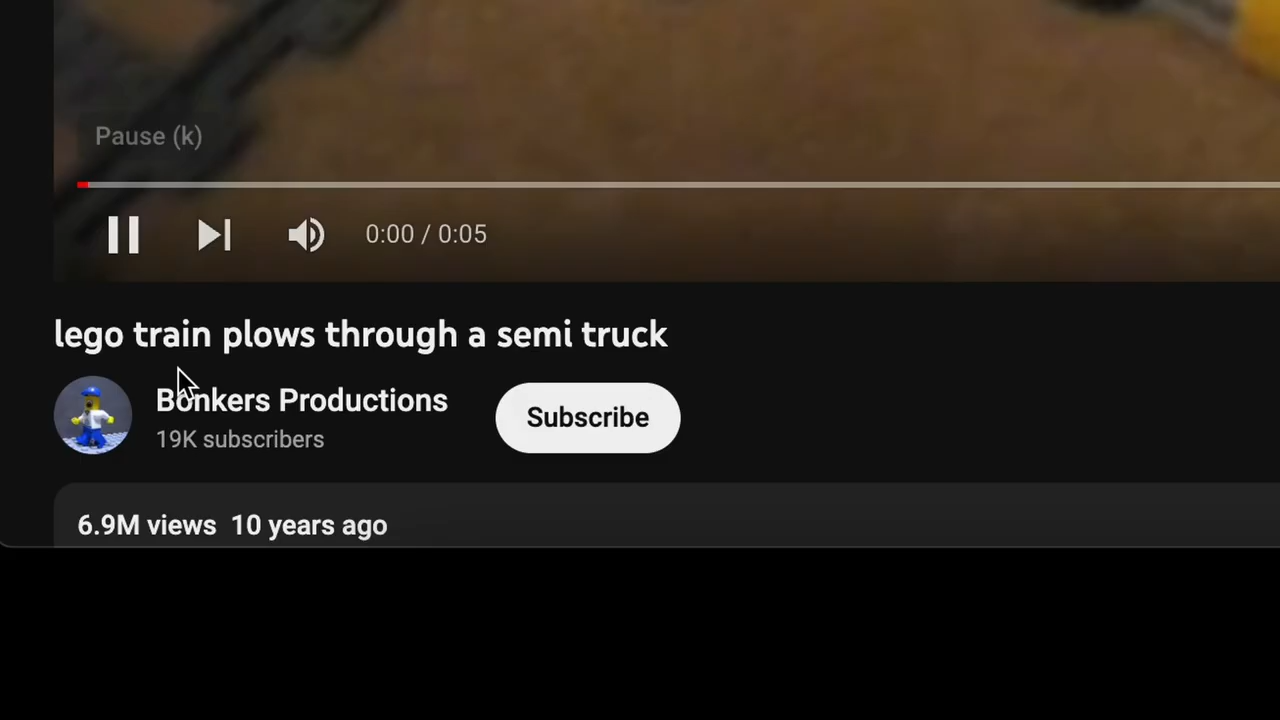 Pause (k)
0:00 / 0:05
lego train plows through a semi truck
Bonkers Productions
Subscribe
19K subscribers
6.9M views 10 years ago